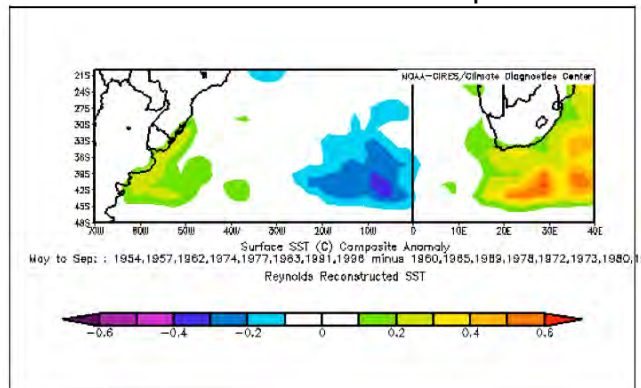 NOAA-CIRES/Climate Diagnostics Center
21S
24S
27S
30S
33S
36S
39S
42S
45S
48S
70W 60W 50W 40W 30W 20W 10W 0 10E 20E 30E 40E
Surface SST (C) Composite Anomaly
May to Sep: : 1954,1957,1962,1974,1977,1963,1991,1996 minus 1960,1965,1989,1978,1972,1973,1980,1
Reynolds Reconstructed SST
-0.6 -0.4 -0.2 0 0.2 0.4 0.6